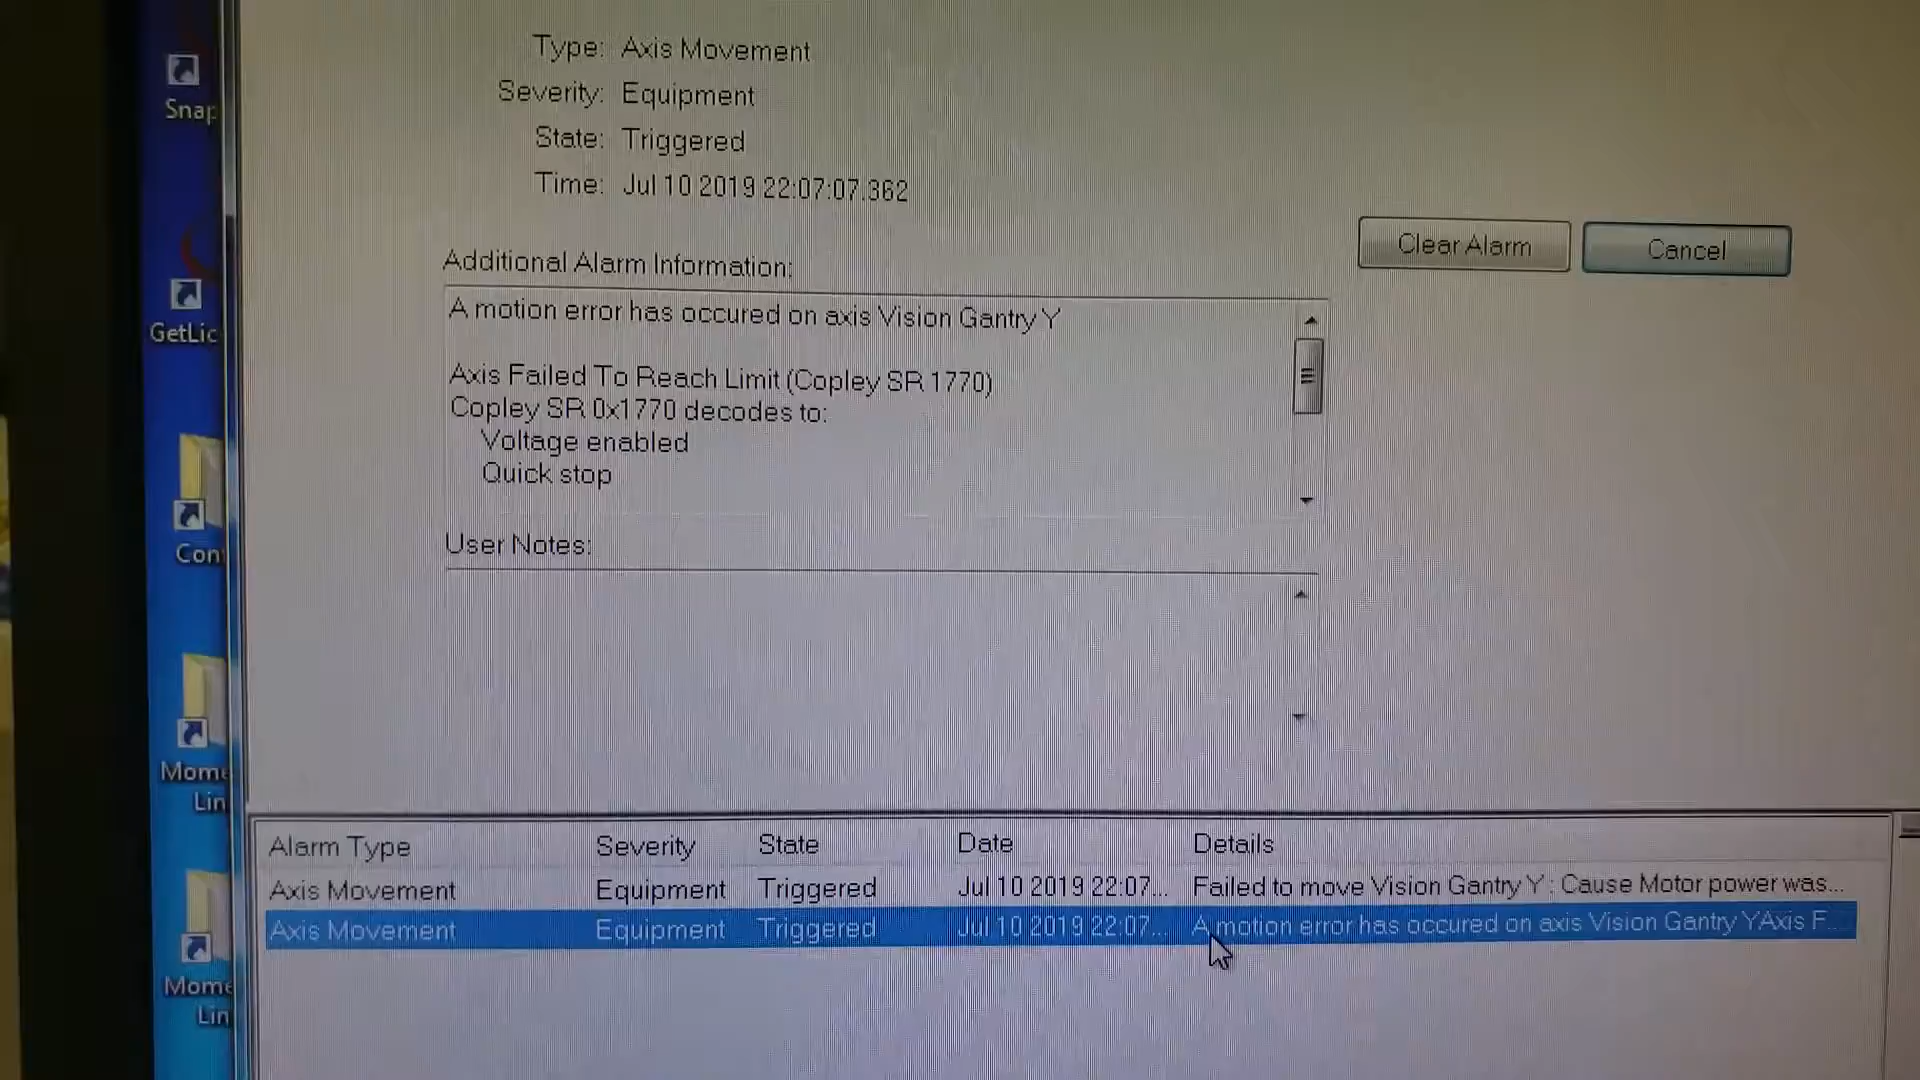 Type: Axis Movement
Severity: Equipment
State: Triggered
Time: Jul 10 2019 22:07:07.362
Snap
Clear Alarm
Cancel
Additional Alarm Information:
A motion error has occured on axis Vision Gantry Y
GetLic
Axis Failed To Reach Limit (Copley SR 1770)
Copley SR 0x1770 decodes to:
Voltage enabled
Quick stop
User Notes:
Con
Mome
Lin
Alarm Type Severity State Date Details
Axis Movement Equipment Triggered Jul 10 2019 22:07... Failed to move Vision Gantry Y : Cause Motor power was...
Axis Movement Equipment Triggered Jul 10 2019 22:07... A motion error has occured on axis Vision Gantry YAxis F...
Mome
Lin